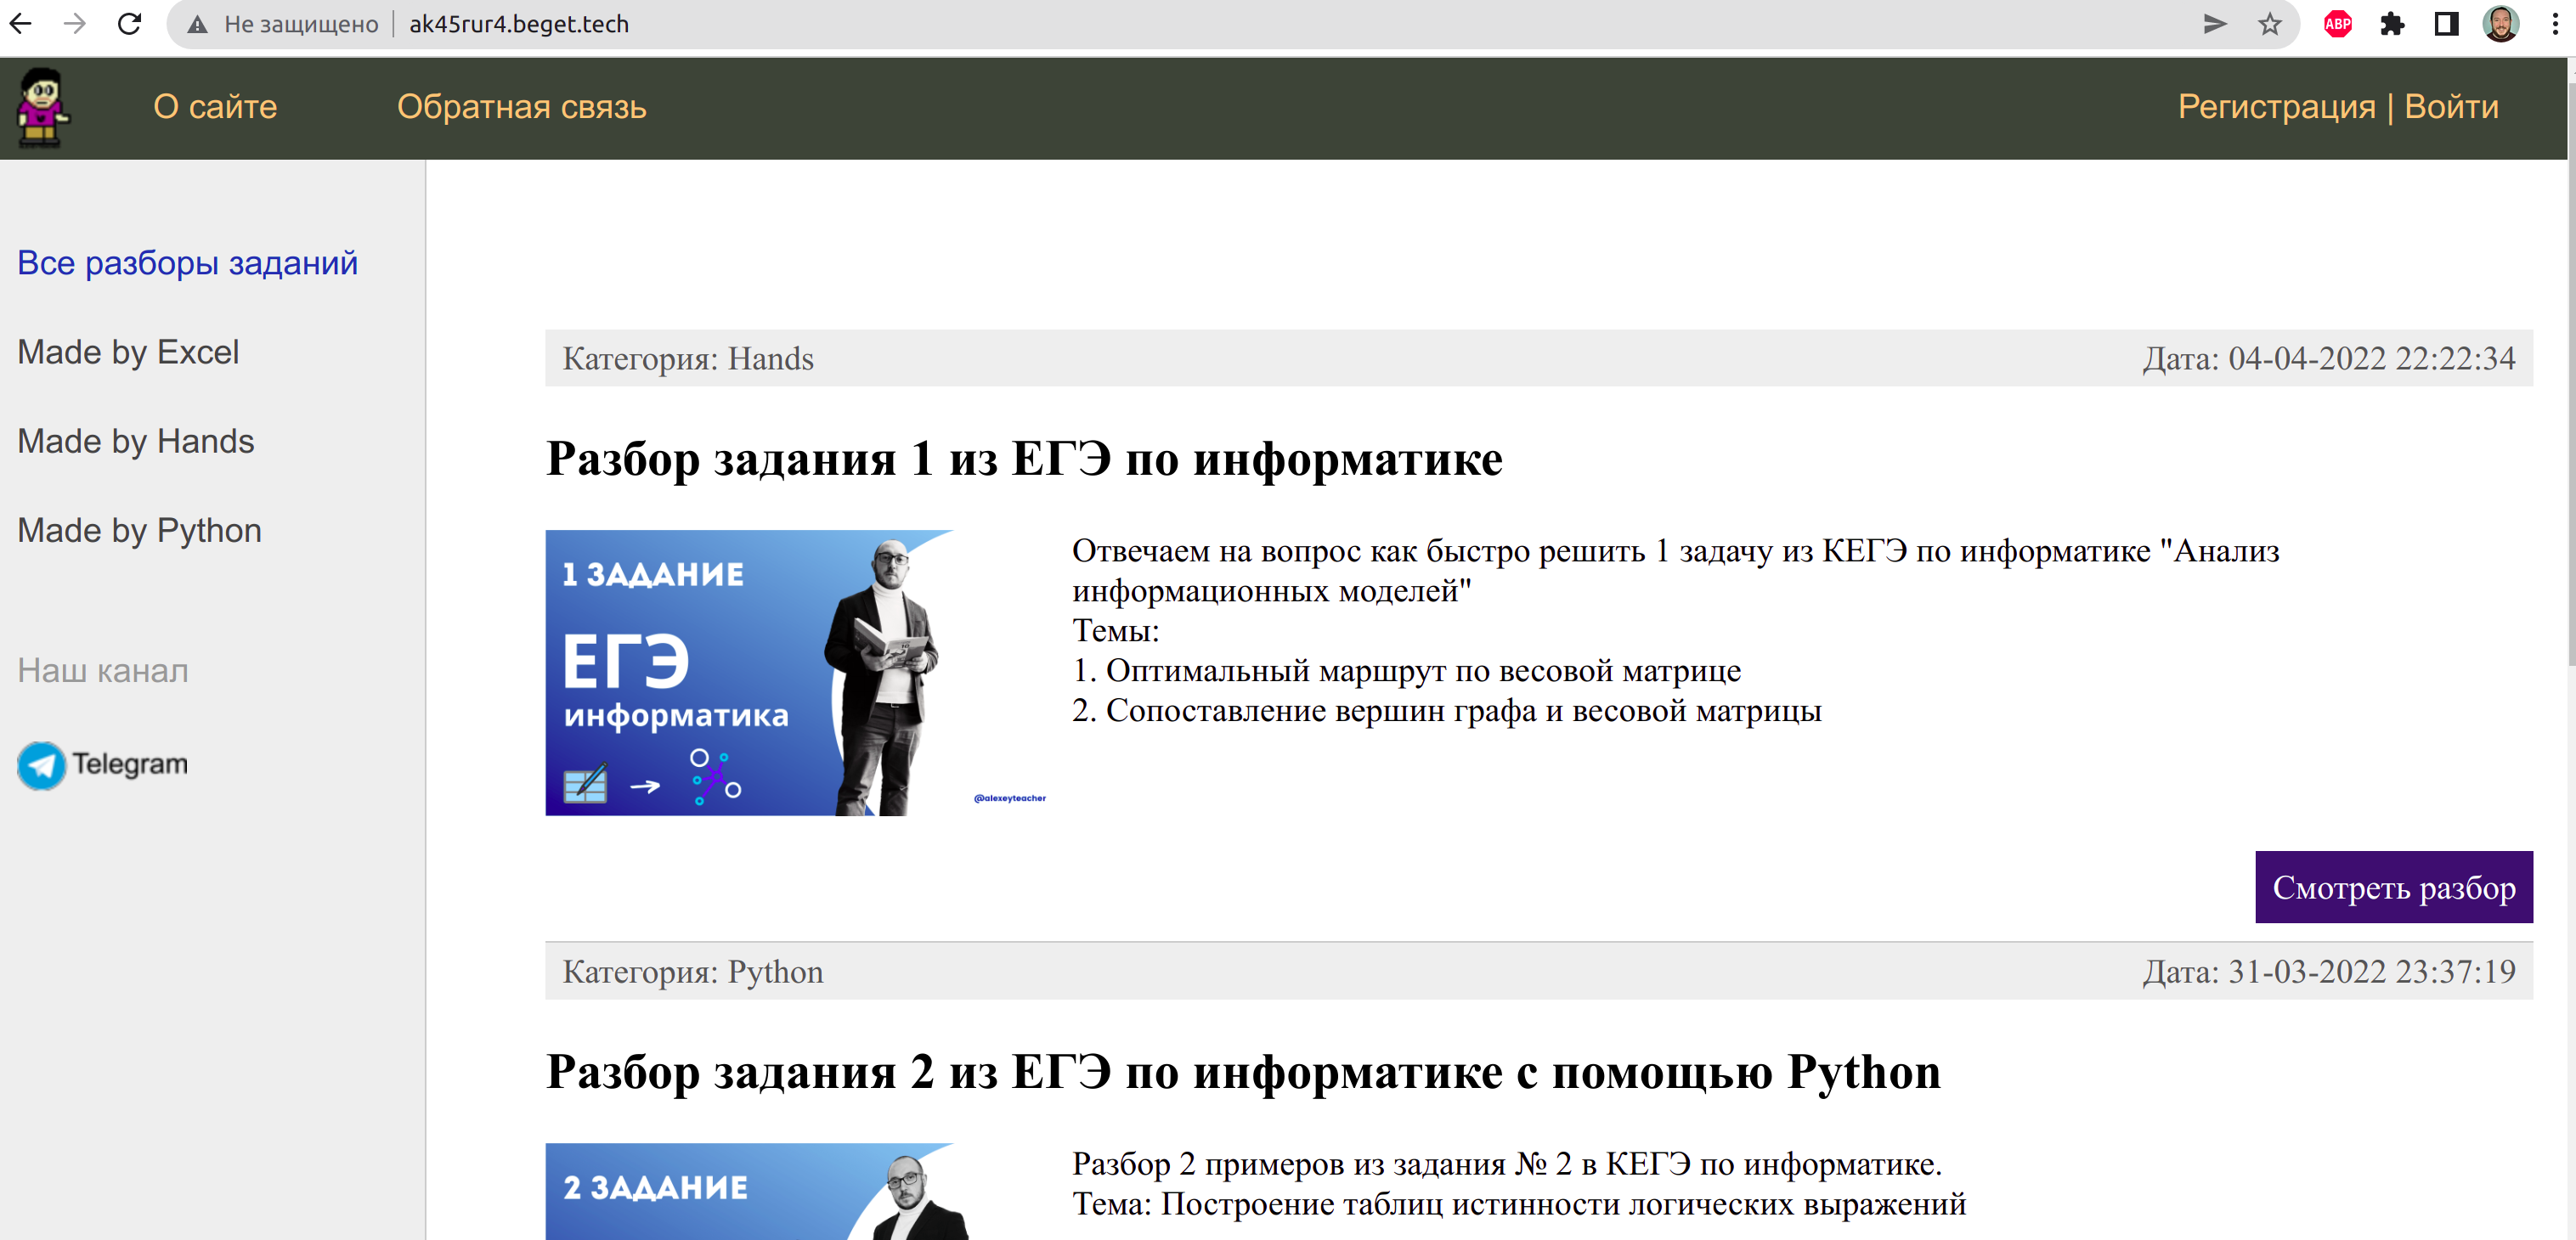 Не защищено
ak45rur4.beget.tech
ABP
О сайте
Обратная связь
Регистрация | Войти
Все разборы заданий
Made by Excel
Made by Hands
Made by Python
Наш канал
Telegram
Категория: Hands
Дата: 04-04-2022 22:22:34
Разбор задания 1 из ЕГЭ по информатике
1 ЗАДАНИЕ
ЕГЭ
информатика
@alexeyteacher
Отвечаем на вопрос как быстро решить 1 задачу из КЕГЭ по информатике "Анализ
информационных моделей"
Темы:
1. Оптимальный маршрут по весовой матрице
2. Сопоставление вершин графа и весовой матрицы
Смотреть разбор
Категория: Python
Дата: 31-03-2022 23:37:19
Разбор задания 2 из ЕГЭ по информатике с помощью Python
2 ЗАДАНИЕ
Разбор 2 примеров из задания № 2 в КЕГЭ по информатике.
Тема: Построение таблиц истинности логических выражений